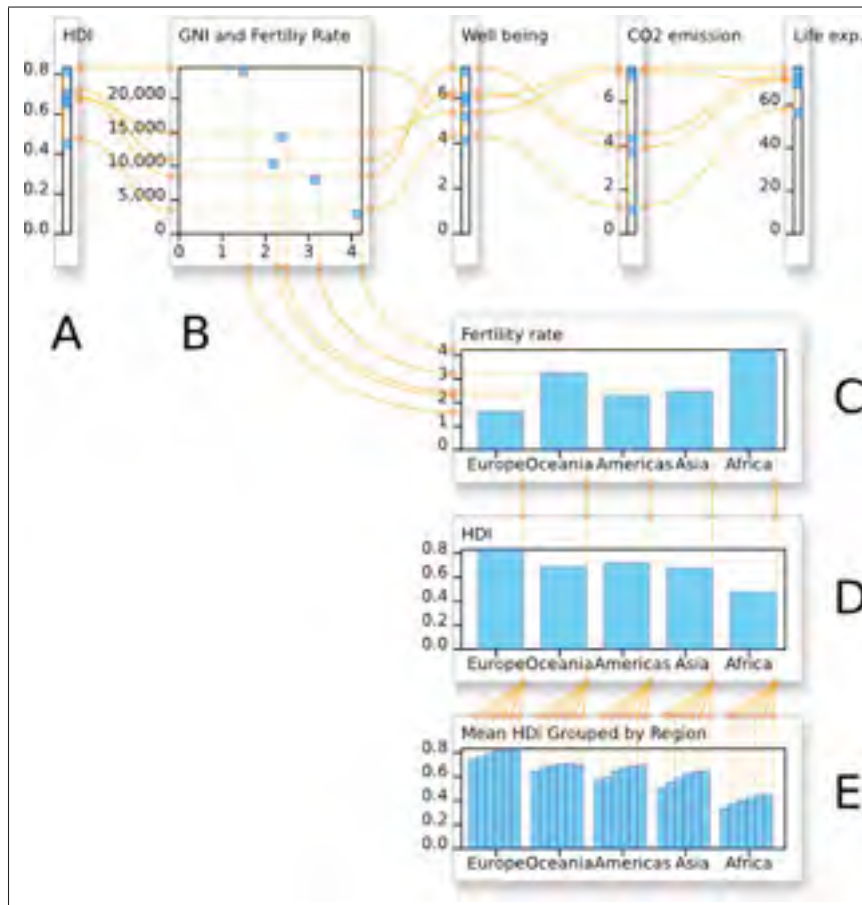 HDI
GNI and Fertiliy Rate
Well being
CO2 emission
Life exp.
0.8
0.6
0.4
0.2
0.0
20,000
15,000
10,000
5,000
0
0 1 2 3 4
6
4
2
0
6
4
2
0
60
40
20
0
A
B
Fertility rate
4
3
2
1
0
Europe Oceania Americas Asia Africa
C
HDI
0.8
0.6
0.4
0.2
0.0
Europe Oceania Americas Asia Africa
D
Mean HDI Grouped by Region
0.8
0.6
0.4
0.2
0.0
Europe Oceania Americas Asia Africa
E